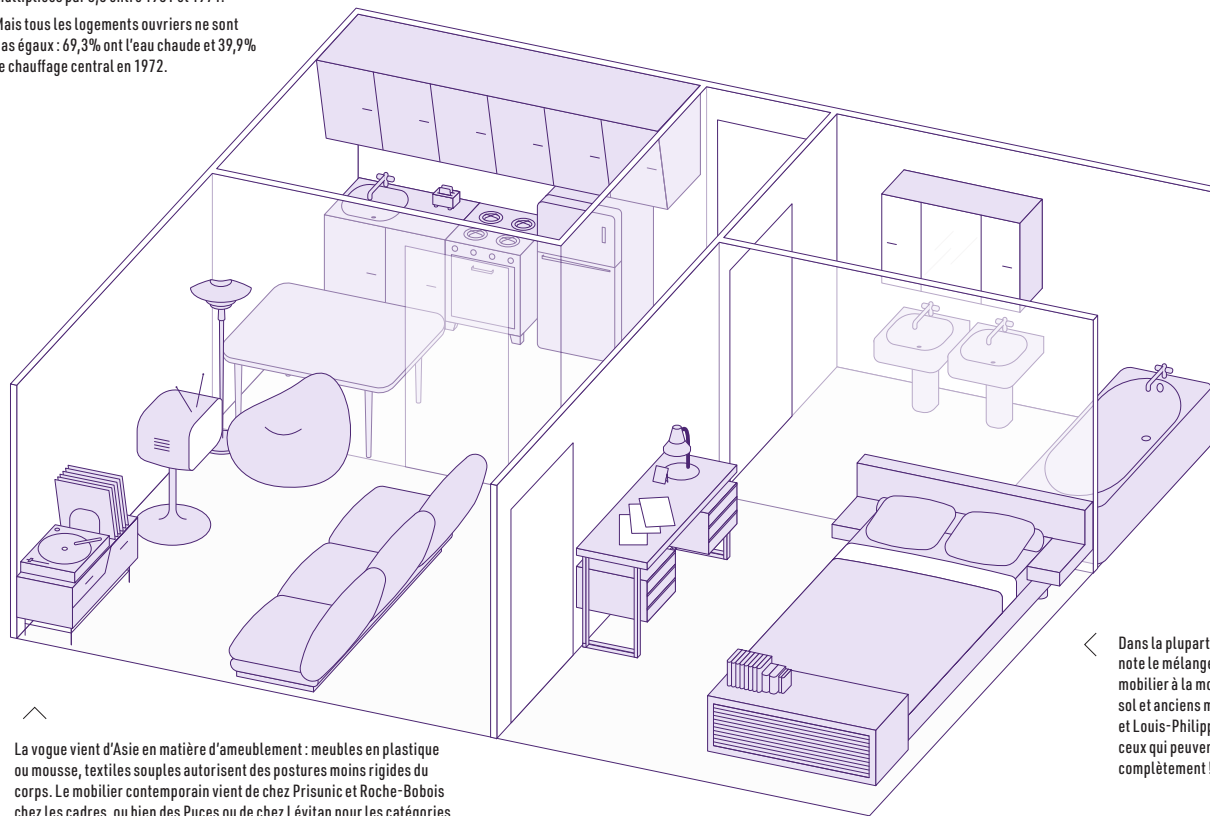 Mais tous les logements ouvriers ne sont
pas égaux : 69,3% ont l'eau chaude et 39,9%
le chauffage central en 1972.
La vogue vient d'Asie en matière d'ameublement : meubles en plastique
ou mousse, textiles souples autorisent des postures moins rigides du
corps. Le mobilier contemporain vient de chez Prisunic et Roche-Bobois
chez les cadres, ou bien des Puces ou de chez Lévitan pour les catégories
Dans la plupart
note le mélange
mobilier à la mo
sol et anciens m
et Louis-Philipp
ceux qui peuven
complètement !